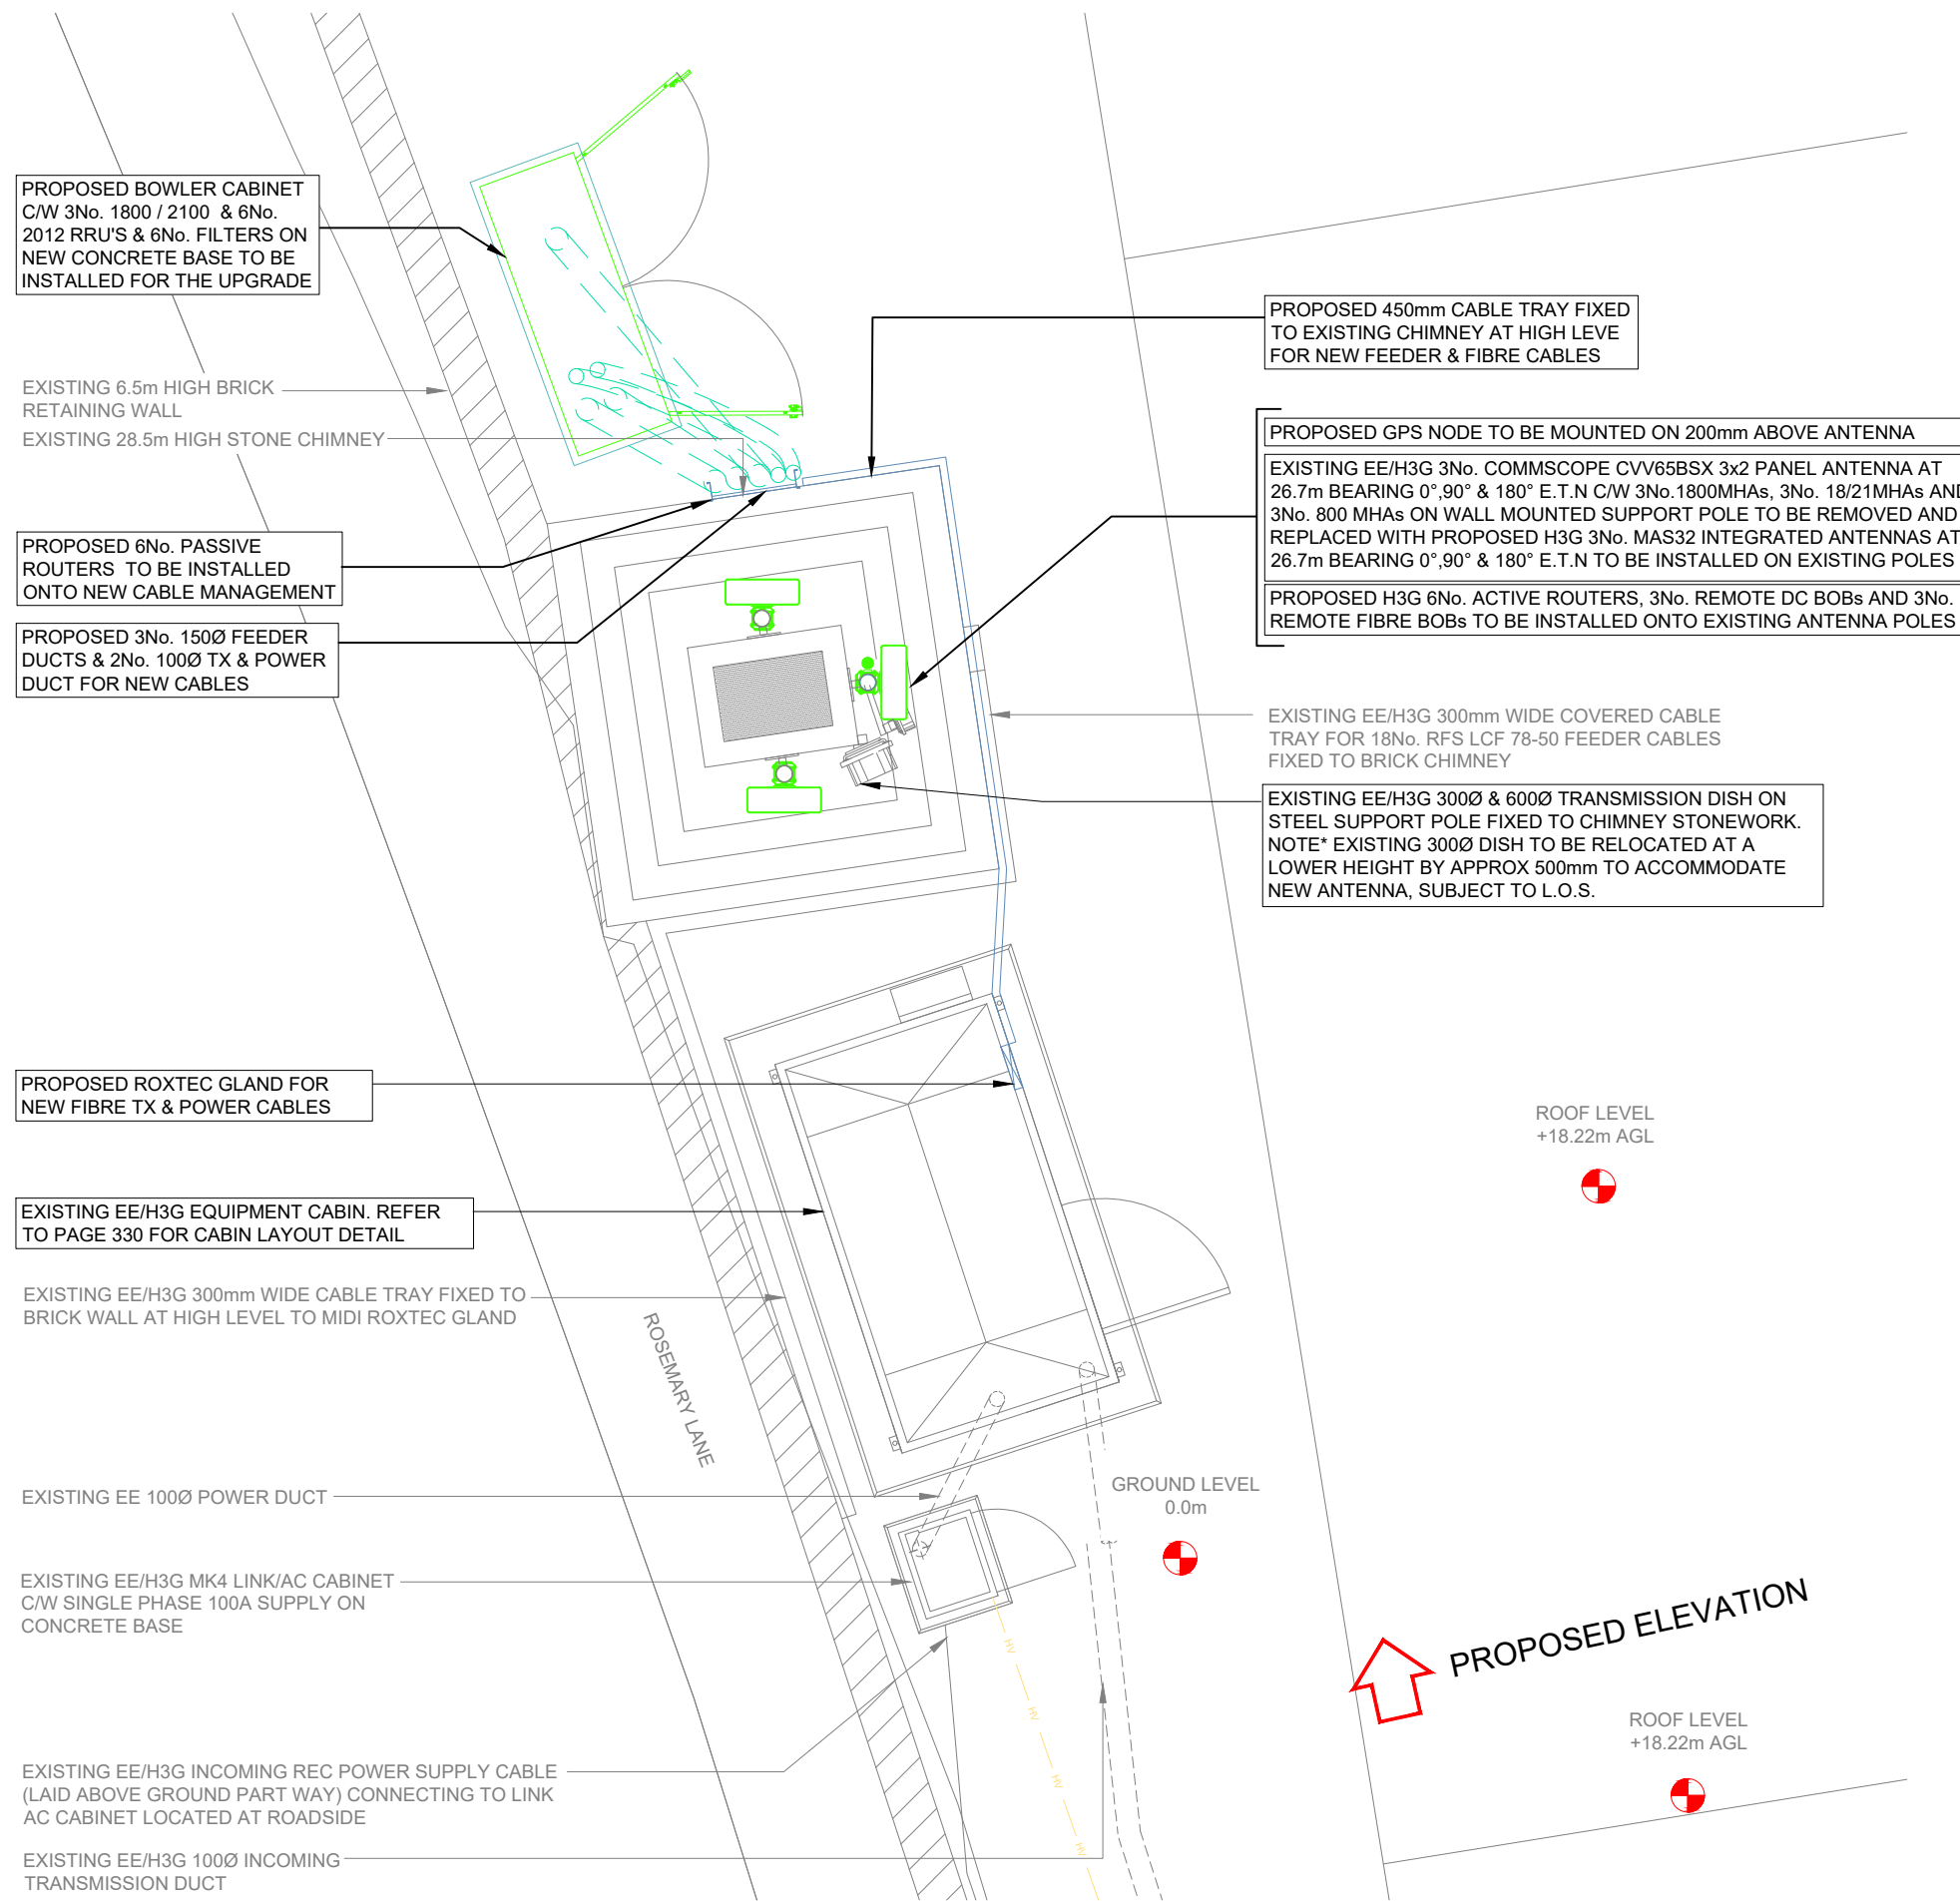 PROPOSED BOWLER CABINET
C/W 3No. 1800 / 2100 & 6No.
2012 RRU'S & 6No. FILTERS ON
NEW CONCRETE BASE TO BE
INSTALLED FOR THE UPGRADE
EXISTING 6.5m HIGH BRICK
RETAINING WALL
EXISTING 28.5m HIGH STONE CHIMNEY
PROPOSED 6No. PASSIVE
ROUTERS TO BE INSTALLED
ONTO NEW CABLE MANAGEMENT
PROPOSED 3No. 150Ø FEEDER
DUCTS & 2No. 100Ø TX & POWER
DUCT FOR NEW CABLES
PROPOSED 450mm CABLE TRAY FIXED
TO EXISTING CHIMNEY AT HIGH LEVE
FOR NEW FEEDER & FIBRE CABLES
PROPOSED GPS NODE TO BE MOUNTED ON 200mm ABOVE ANTENNA
EXISTING EE/H3G 3No. COMMSCOPE CVV65BSX 3x2 PANEL ANTENNA AT
26.7m BEARING 0°,90° & 180° E.T.N C/W 3No.1800MHAs, 3No. 18/21MHAs AND
3No. 800 MHAs ON WALL MOUNTED SUPPORT POLE TO BE REMOVED AND
REPLACED WITH PROPOSED H3G 3No. MAS32 INTEGRATED ANTENNAS AT
26.7m BEARING 0°,90° & 180° E.T.N TO BE INSTALLED ON EXISTING POLES
PROPOSED H3G 6No. ACTIVE ROUTERS, 3No. REMOTE DC BOBs AND 3No.
REMOTE FIBRE BOBs TO BE INSTALLED ONTO EXISTING ANTENNA POLES
EXISTING EE/H3G 300mm WIDE COVERED CABLE
TRAY FOR 18No. RFS LCF 78-50 FEEDER CABLES
FIXED TO BRICK CHIMNEY
EXISTING EE/H3G 300Ø & 600Ø TRANSMISSION DISH ON
STEEL SUPPORT POLE FIXED TO CHIMNEY STONEWORK.
NOTE* EXISTING 300Ø DISH TO BE RELOCATED AT A
LOWER HEIGHT BY APPROX 500mm TO ACCOMMODATE
NEW ANTENNA, SUBJECT TO L.O.S.
PROPOSED ROXTEC GLAND FOR
NEW FIBRE TX & POWER CABLES
EXISTING EE/H3G EQUIPMENT CABIN. REFER
TO PAGE 330 FOR CABIN LAYOUT DETAIL
EXISTING EE/H3G 300mm WIDE CABLE TRAY FIXED TO
BRICK WALL AT HIGH LEVEL TO MIDI ROXTEC GLAND
ROSEMARY LANE
EXISTING EE 100Ø POWER DUCT
EXISTING EE/H3G MK4 LINK/AC CABINET
C/W SINGLE PHASE 100A SUPPLY ON
CONCRETE BASE
EXISTING EE/H3G INCOMING REC POWER SUPPLY CABLE
(LAID ABOVE GROUND PART WAY) CONNECTING TO LINK
AC CABINET LOCATED AT ROADSIDE
EXISTING EE/H3G 100Ø INCOMING
TRANSMISSION DUCT
ROOF LEVEL
+18.22m AGL
GROUND LEVEL
0.0m
PROPOSED ELEVATION
ROOF LEVEL
+18.22m AGL
HV
HV
HV
HV